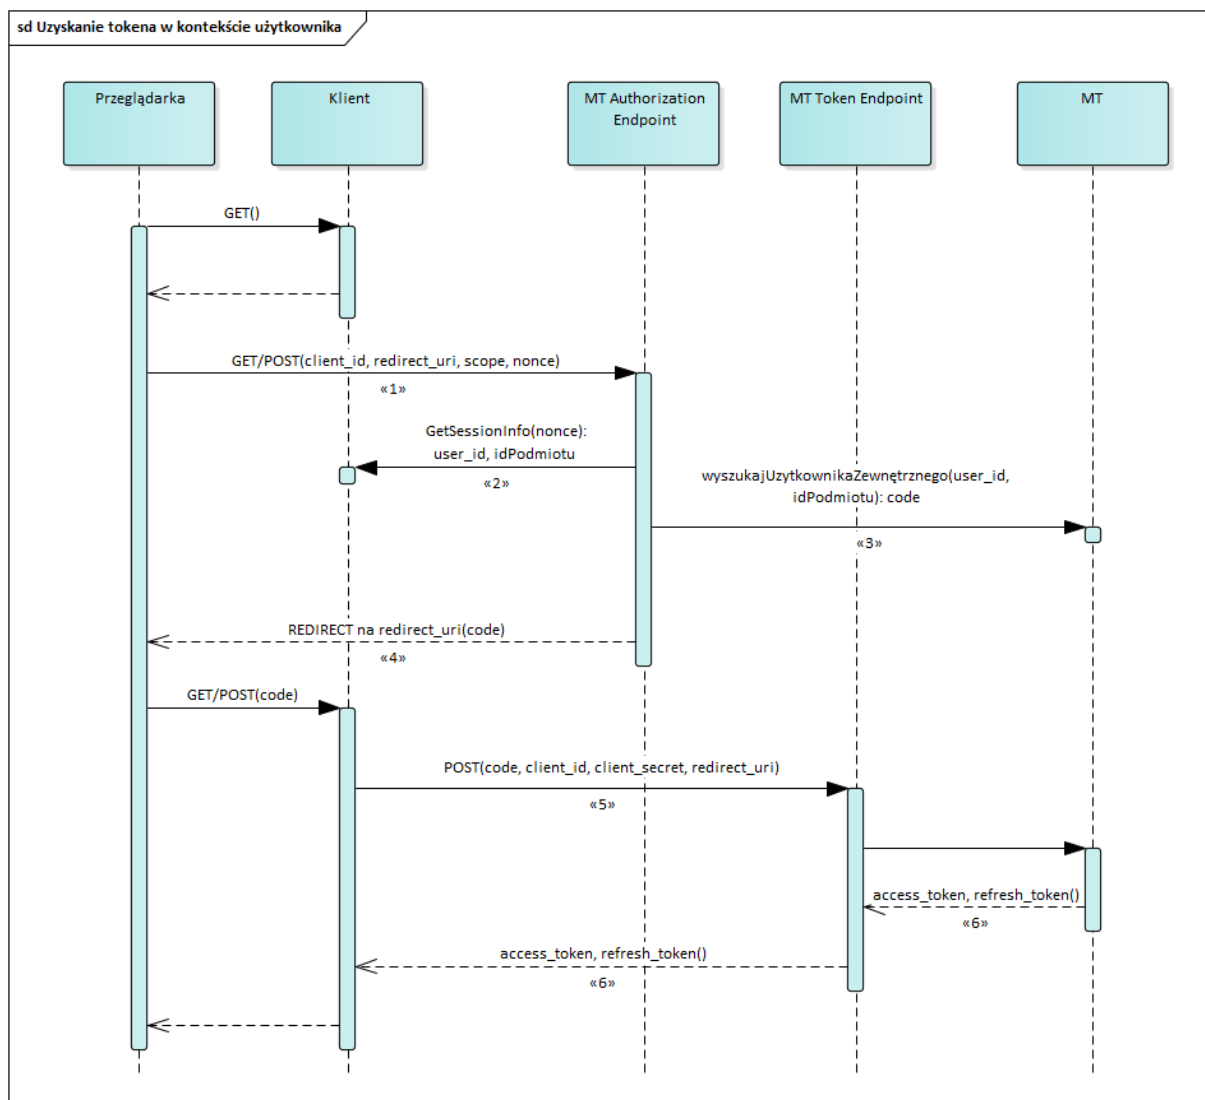 sd Uzyskanie tokena w kontekście użytkownika
Przeglądarka
Klient
MT Authorization
Endpoint
MT Token Endpoint
MT
GET()
GET/POST(client_id, redirect_uri, scope, nonce)
«1»
GetSessionInfo(nonce):
user_id, idPodmiotu
«2»
wyszukajUzytkownikaZewnętrznego(user_id,
idPodmiotu): code
«3»
REDIRECT na redirect_uri(code)
«4»
GET/POST(code)
POST(code, client_id, client_secret, redirect_uri)
«5»
access_token, refresh_token()
«6»
access_token, refresh_token()
«6»